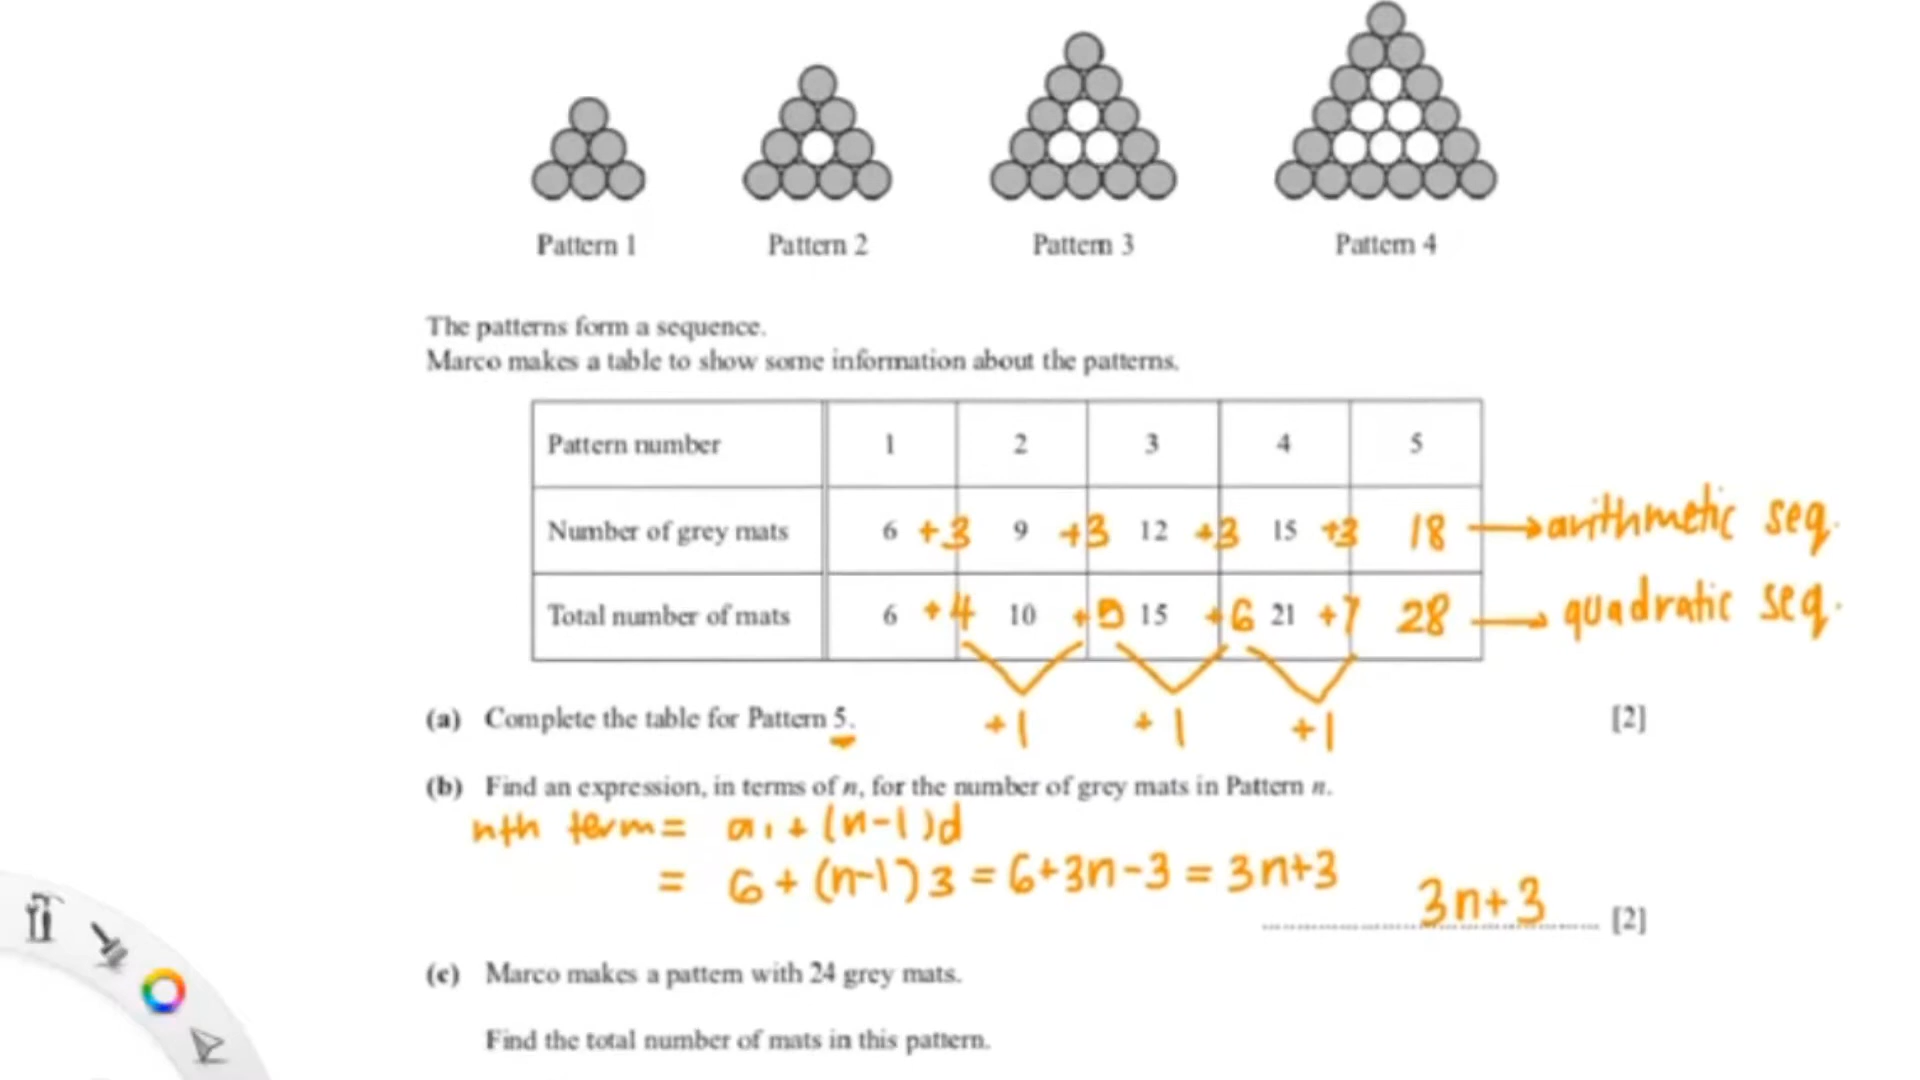 Pattern 1 Pattern 2 Pattern 3 Pattern 4
The patterns form a sequence.
Marco makes a table to show some information about the patterns.
Pattern number 1 2 3 4 5
Number of grey mats 6 +3 9 +3 12 +3 15 +3 18 → arithmetic seq.
Total number of mats 6 +4 10 +5 15 +6 21 +7 28 → quadratic seq.
(a) Complete the table for Pattern 5. [2]
+1 +1 +1
(b) Find an expression, in terms of n, for the number of grey mats in Pattern n.
nth term = a1 + (n-1)d
= 6 + (n-1)3 = 6+3n-3 = 3n+3
3n+3 [2]
(c) Marco makes a pattern with 24 grey mats.
Find the total number of mats in this pattern.